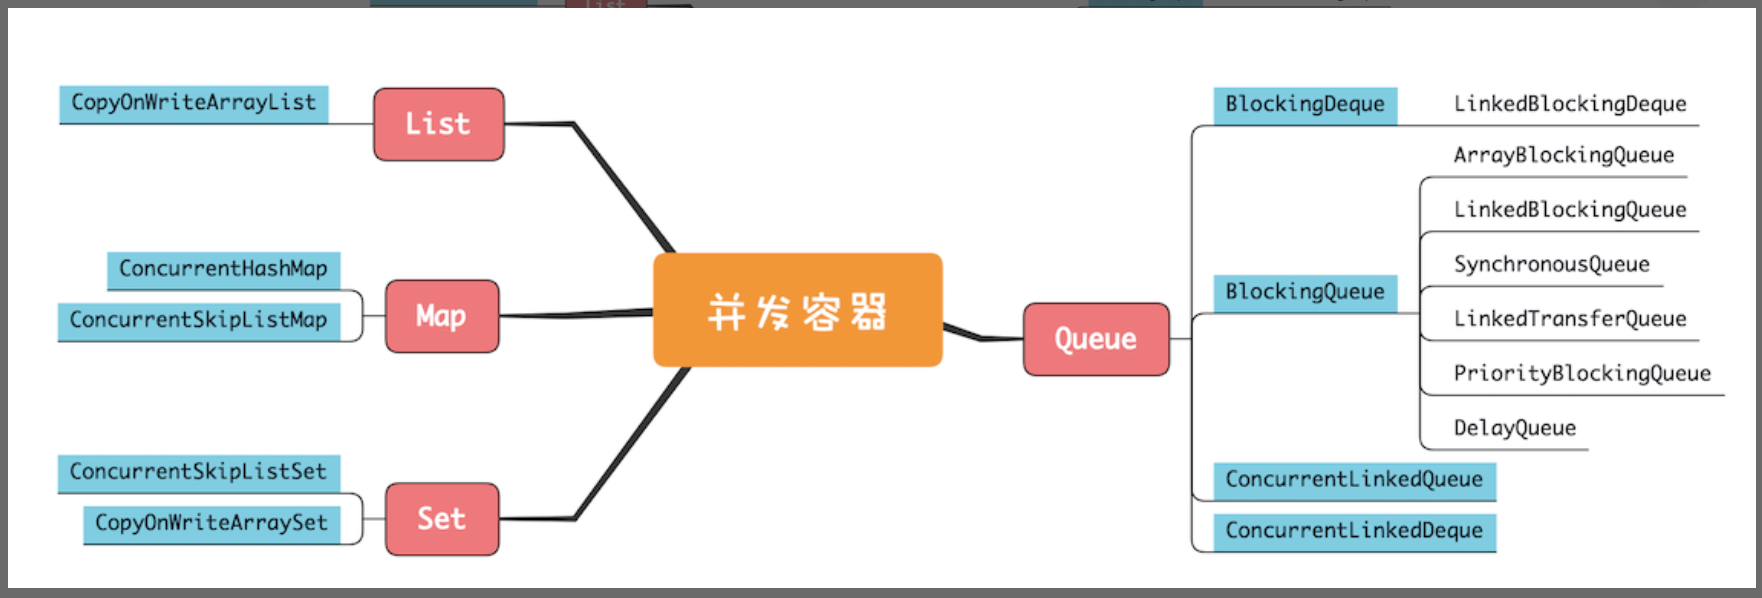 List
CopyOnWriteArrayList
List
ConcurrentHashMap
ConcurrentSkipListMap
Map
ConcurrentSkipListSet
CopyOnWriteArraySet
Set
并发容器
Queue
BlockingDeque
LinkedBlockingDeque
BlockingQueue
ArrayBlockingQueue
LinkedBlockingQueue
SynchronousQueue
LinkedTransferQueue
PriorityBlockingQueue
DelayQueue
ConcurrentLinkedQueue
ConcurrentLinkedDeque